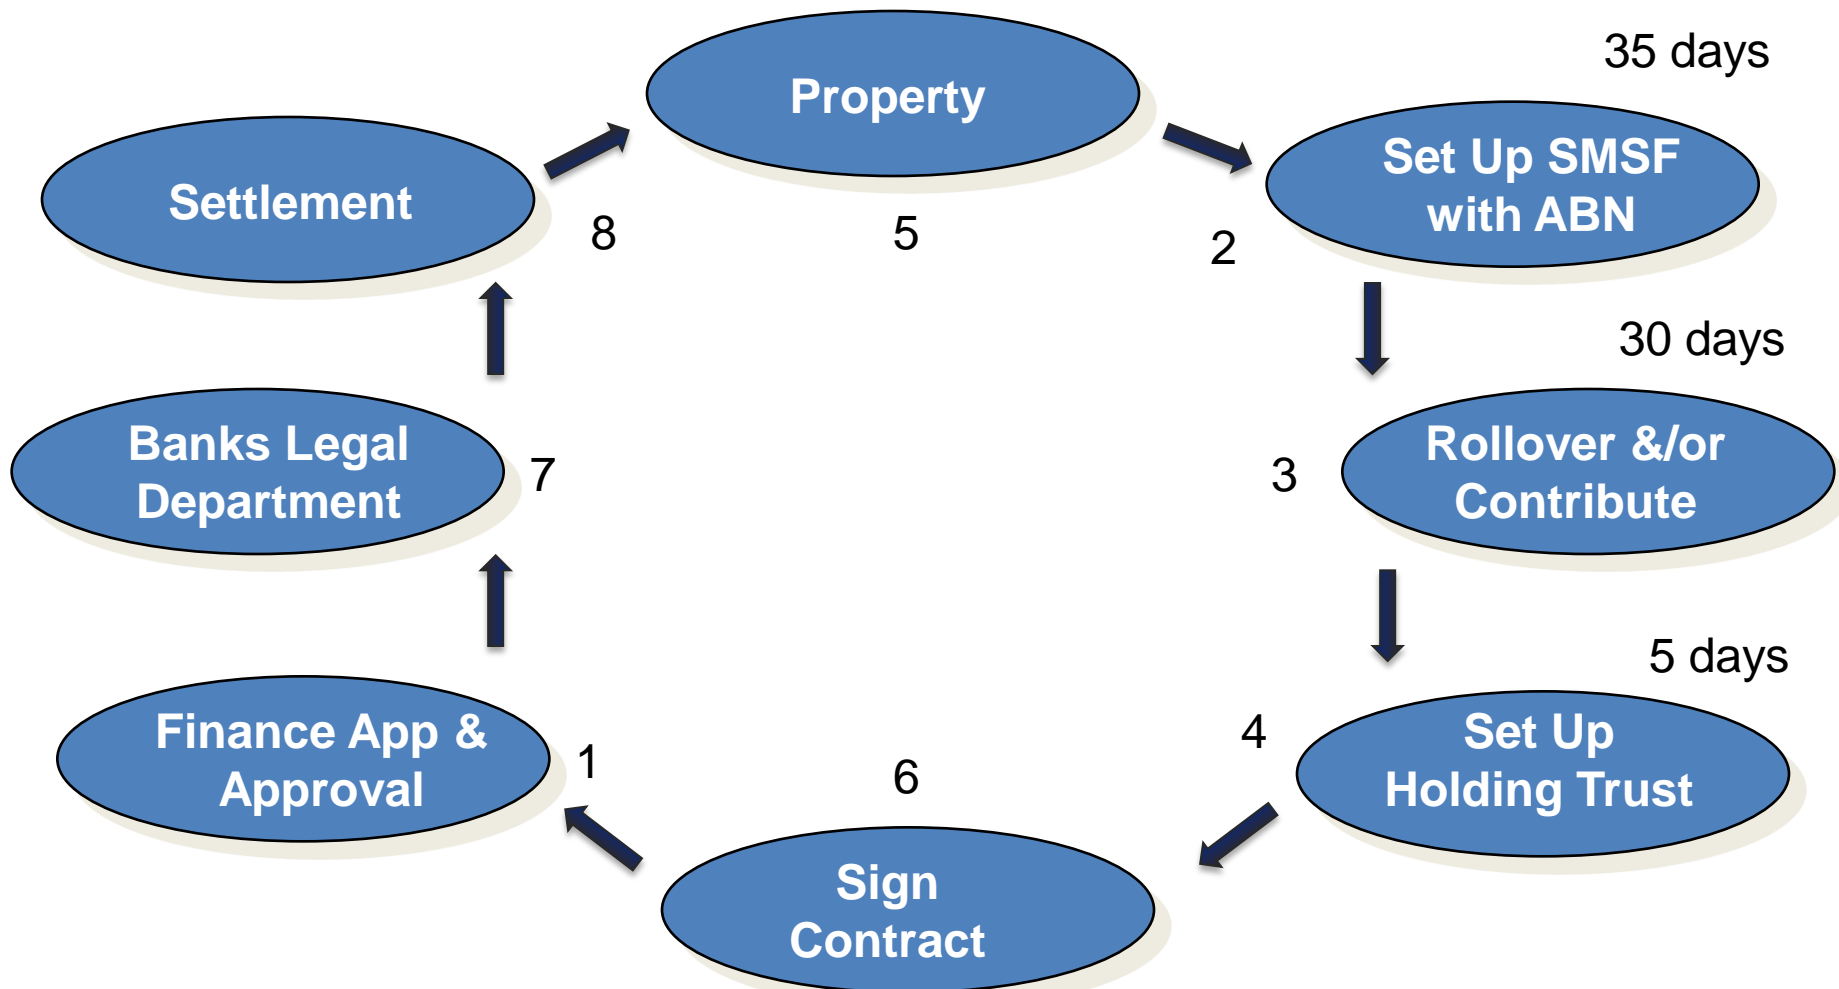 35 days
Property
Set Up SMSF
with ABN
Settlement
8
5
2
30 days
Banks Legal
Department
7
3
Rollover &/or
Contribute
5 days
Finance App &
Approval
1
6
4
Set Up
Holding Trust
Sign
Contract